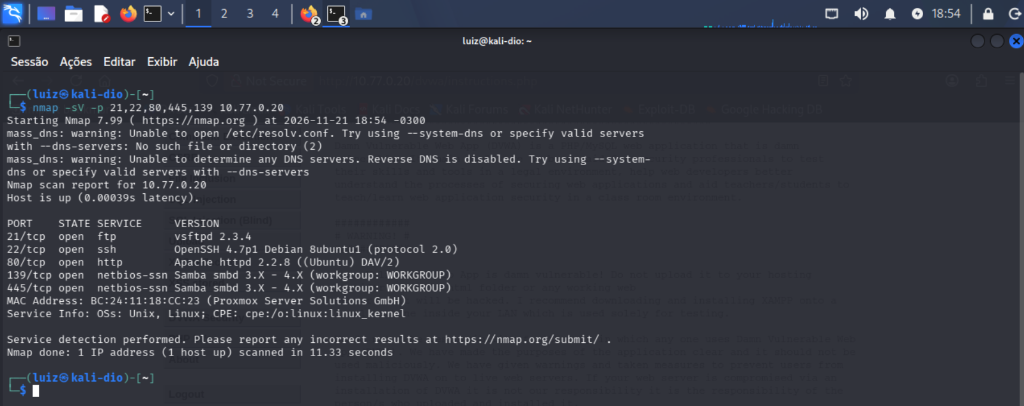 1 2 3 4
2
3
18:54
luiz@kali-dio: ~
Sessão Ações Editar Exibir Ajuda
┌──(luiz㉿kali-dio)-[~]
└─$ nmap -sV -p 21,22,80,445,139 10.77.0.20
Starting Nmap 7.99 ( https://nmap.org ) at 2026-11-21 18:54 -0300
mass_dns: warning: Unable to open /etc/resolv.conf. Try using --system-dns or specify valid servers
with --dns-servers: No such file or directory (2)
mass_dns: warning: Unable to determine any DNS servers. Reverse DNS is disabled. Try using --system-
dns or specify valid servers with --dns-servers
Nmap scan report for 10.77.0.20
Host is up (0.00039s latency).
PORT    STATE SERVICE     VERSION
21/tcp  open  ftp         vsftpd 2.3.4
22/tcp  open  ssh         OpenSSH 4.7p1 Debian 8ubuntu1 (protocol 2.0)
80/tcp  open  http        Apache httpd 2.2.8 ((Ubuntu) DAV/2)
139/tcp open  netbios-ssn Samba smbd 3.X - 4.X (workgroup: WORKGROUP)
445/tcp open  netbios-ssn Samba smbd 3.X - 4.X (workgroup: WORKGROUP)
MAC Address: BC:24:11:18:CC:23 (Proxmox Server Solutions GmbH)
Service Info: OSs: Unix, Linux; CPE: cpe:/o:linux:linux_kernel
Service detection performed. Please report any incorrect results at https://nmap.org/submit/ .
Nmap done: 1 IP address (1 host up) scanned in 11.33 seconds
┌──(luiz㉿kali-dio)-[~]
└─$